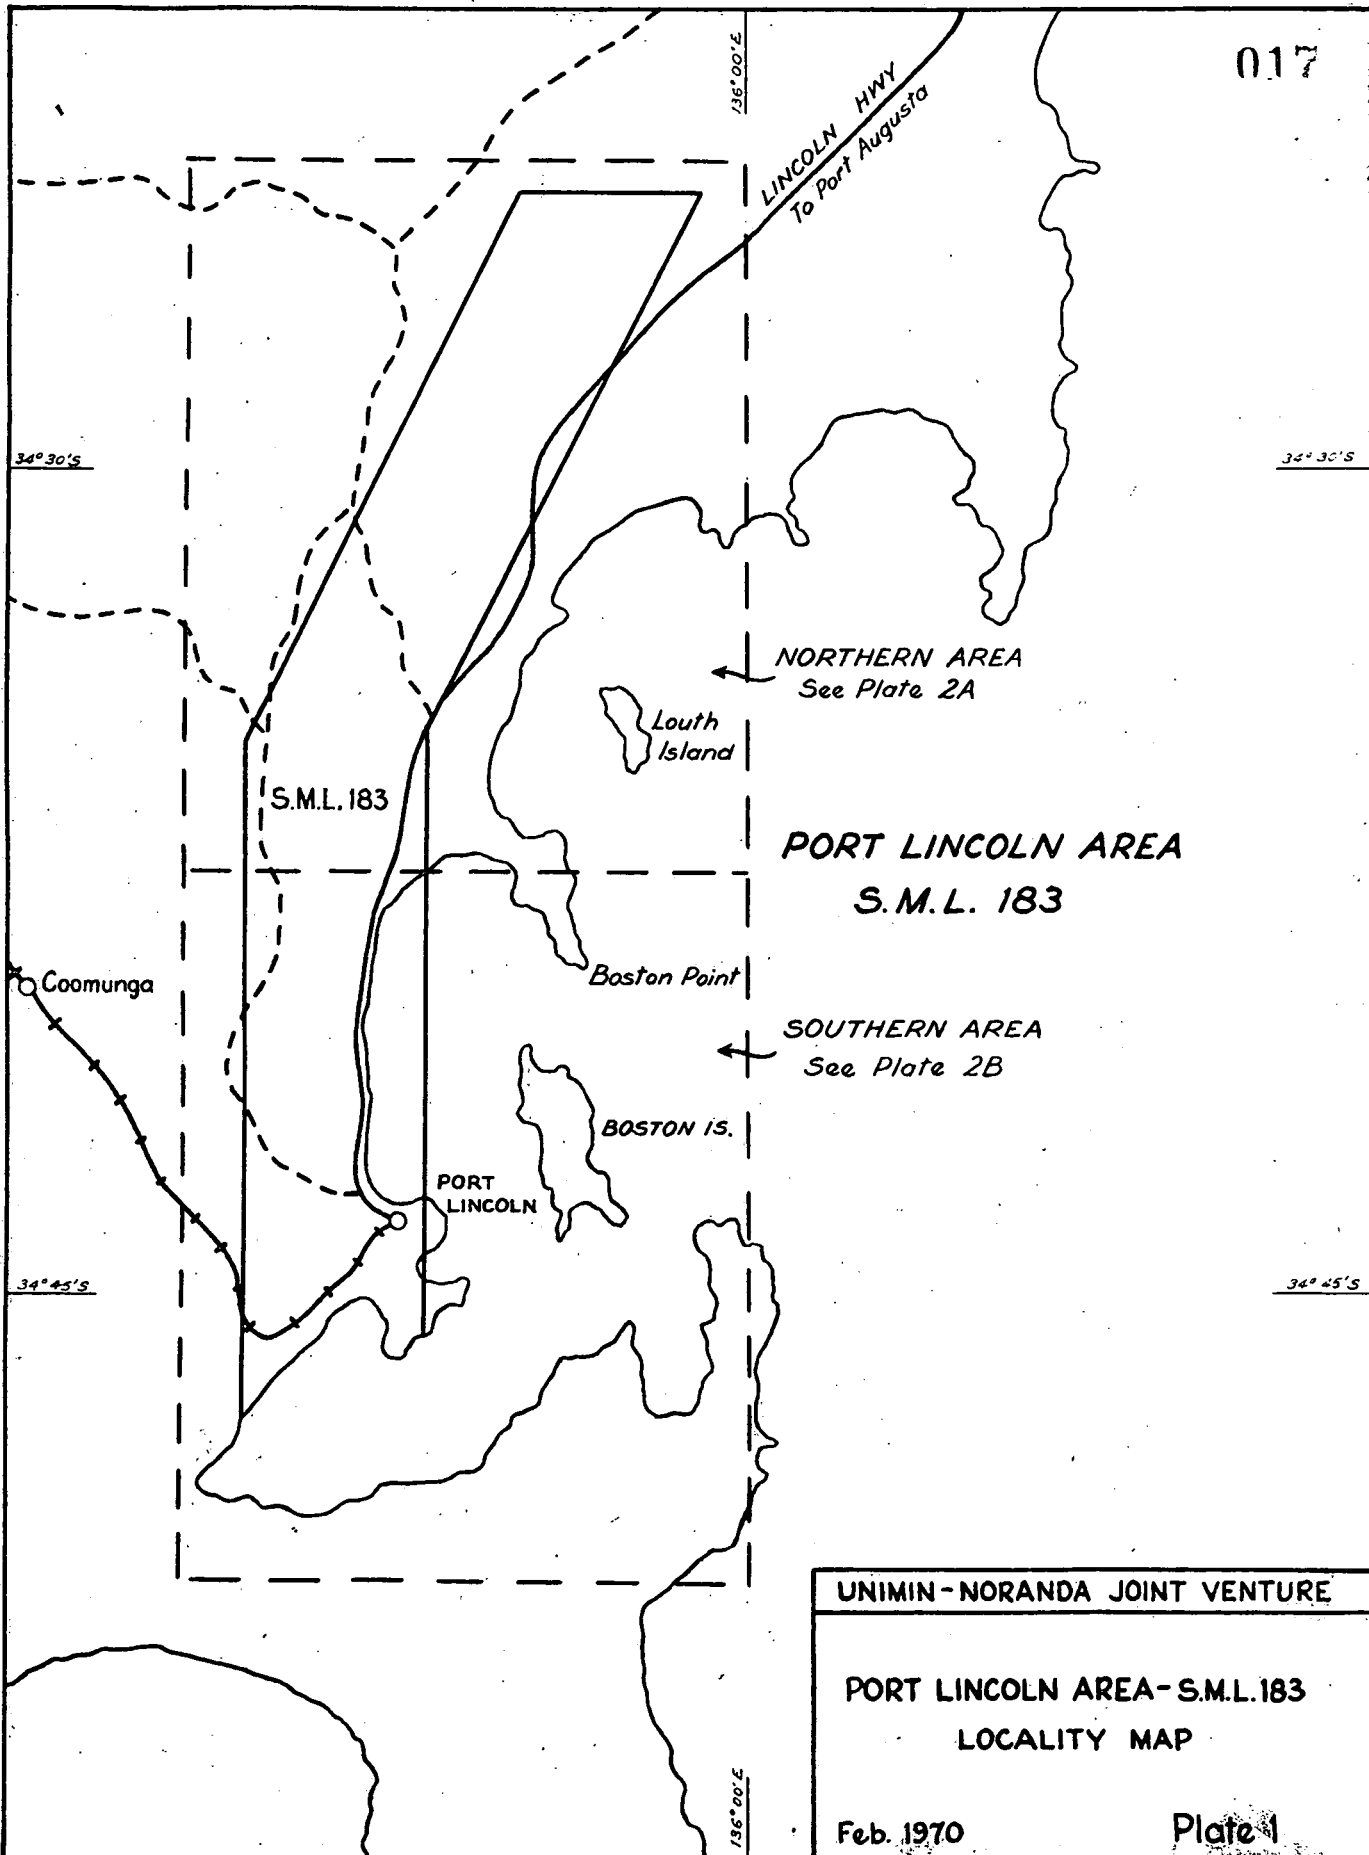 017
136°00'E
LINCOLN HWY
To Port Augusta
34°30'S
34°30'S
NORTHERN AREA
See Plate 2A
Louth
Island
S.M.L. 183
PORT LINCOLN AREA
S.M.L. 183
Coomunga
Boston Point
SOUTHERN AREA
See Plate 2B
BOSTON IS.
PORT
LINCOLN
34°45'S
34°45'S
UNIMIN-NORANDA JOINT VENTURE
PORT LINCOLN AREA-S.M.L.183
LOCALITY MAP
136°00'E
Feb. 1970
Plate 1